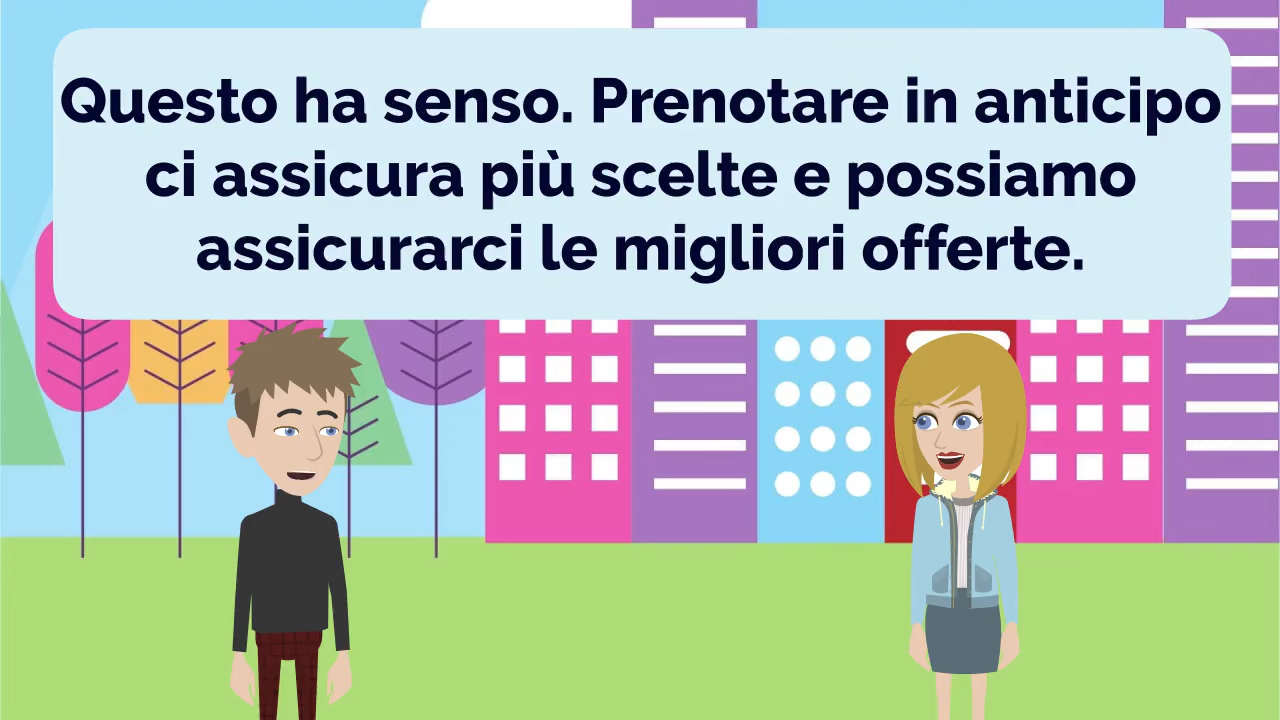 Questo ha senso. Prenotare in anticipo
ci assicura più scelte e possiamo
assicurarci le migliori offerte.